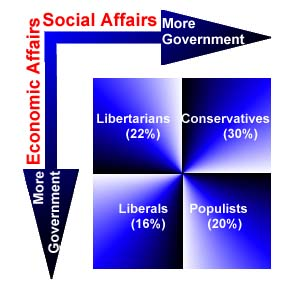 Social Affairs
More
Government
Economic Affairs
More
Government
Libertarians
(22%)
Conservatives
(30%)
Liberals
(16%)
Populists
(20%)